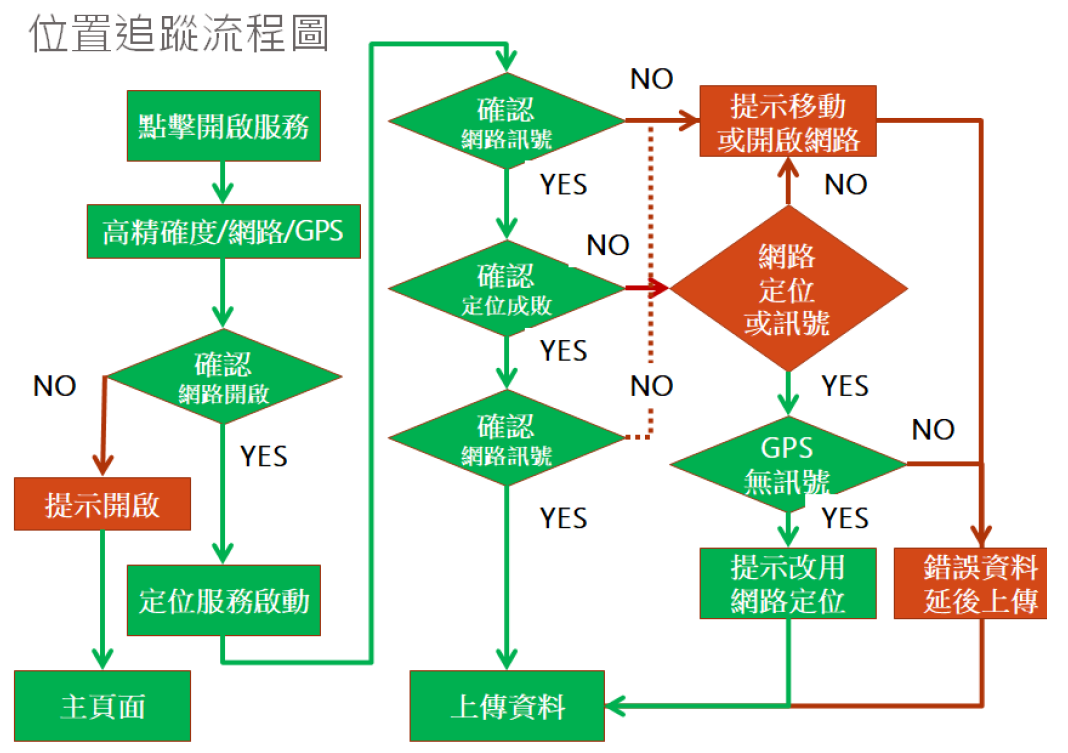 位置追蹤流程圖
點擊開啟服務
高精確度/網路/GPS
確認
網路開啟
NO
YES
提示開啟
定位服務啟動
主頁面
確認
網路訊號
NO
YES
確認
定位成敗
NO
YES
確認
網路訊號
NO
YES
上傳資料
提示移動
或開啟網路
NO
網路
定位
或訊號
YES
GPS
無訊號
NO
YES
提示改用
網路定位
錯誤資料
延後上傳